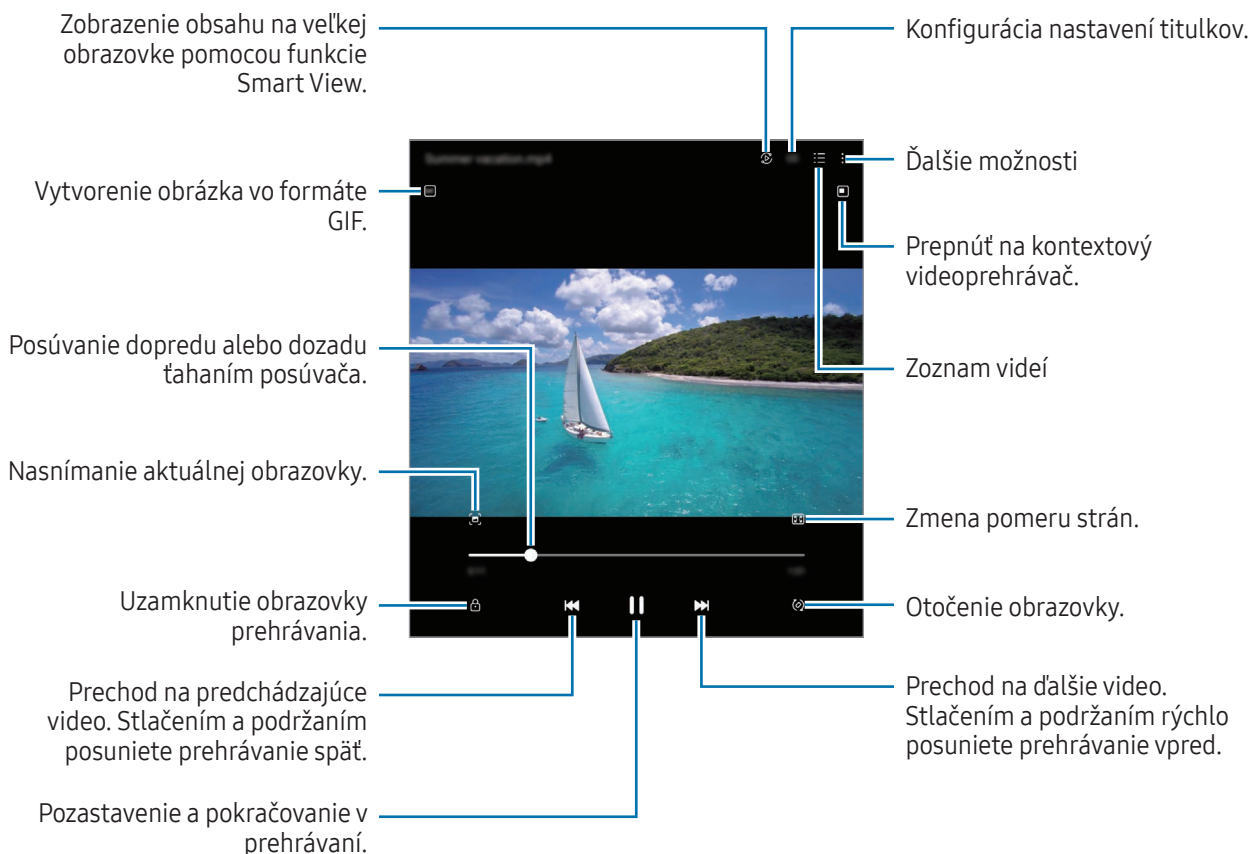 Zobrazenie obsahu na veľkej
obrazovke pomocou funkcie
Smart View.
Konfigurácia nastavení titulkov.
Summer vacation.mp4
Ďalšie možnosti
Vytvorenie obrázka vo formáte
GIF.
Prepnúť na kontextový
videoprehrávač.
Posúvanie dopredu alebo dozadu
ťahaním posúvača.
Zoznam videí
Nasnímanie aktuálnej obrazovky.
Zmena pomeru strán.
Uzamknutie obrazovky
prehrávania.
Otočenie obrazovky.
Prechod na predchádzajúce
video. Stlačením a podržaním
posuniete prehrávanie späť.
Prechod na ďalšie video.
Stlačením a podržaním rýchlo
posuniete prehrávanie vpred.
Pozastavenie a pokračovanie v
prehrávaní.